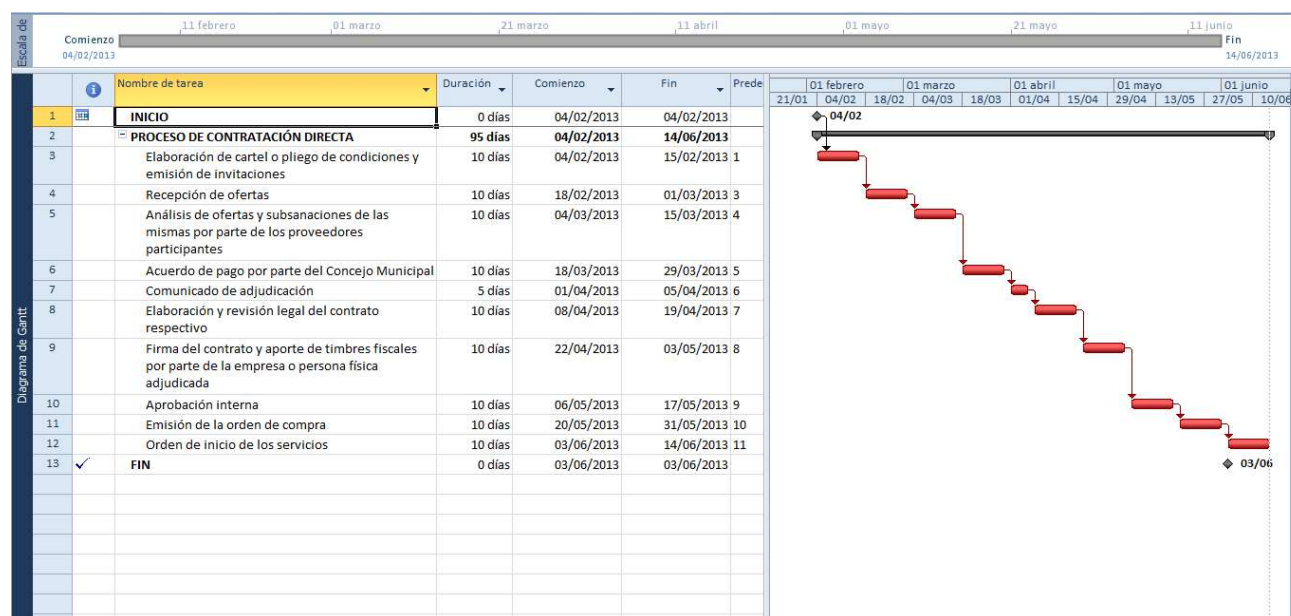 Escala de
11 febrero 01 marzo 21 marzo 11 abril 01 mayo 21 mayo 11 junio
Comienzo Fin
04/02/2013 14/06/2013
Diagrama de Gantt
Nombre de tarea Duración Comienzo Fin Prede
01 febrero 01 marzo 01 abril 01 mayo 01 junio
21/01 04/02 18/02 04/03 18/03 01/04 15/04 29/04 13/05 27/05 10/06
1 INICIO 0 días 04/02/2013 04/02/2013 04/02
2 PROCESO DE CONTRATACIÓN DIRECTA 95 días 04/02/2013 14/06/2013
3 Elaboración de cartel o pliego de condiciones y 10 días 04/02/2013 15/02/2013 1
emisión de invitaciones
4 Recepción de ofertas 10 días 18/02/2013 01/03/2013 3
5 Análisis de ofertas y subsanaciones de las 10 días 04/03/2013 15/03/2013 4
mismas por parte de los proveedores
participantes
6 Acuerdo de pago por parte del Concejo Municipal 10 días 18/03/2013 29/03/2013 5
7 Comunicado de adjudicación 5 días 01/04/2013 05/04/2013 6
8 Elaboración y revisión legal del contrato 10 días 08/04/2013 19/04/2013 7
respectivo
9 Firma del contrato y aporte de timbres fiscales 10 días 22/04/2013 03/05/2013 8
por parte de la empresa o persona física
adjudicada
10 Aprobación interna 10 días 06/05/2013 17/05/2013 9
11 Emisión de la orden de compra 10 días 20/05/2013 31/05/2013 10
12 Orden de inicio de los servicios 10 días 03/06/2013 14/06/2013 11
13 FIN 0 días 03/06/2013 03/06/2013 03/06